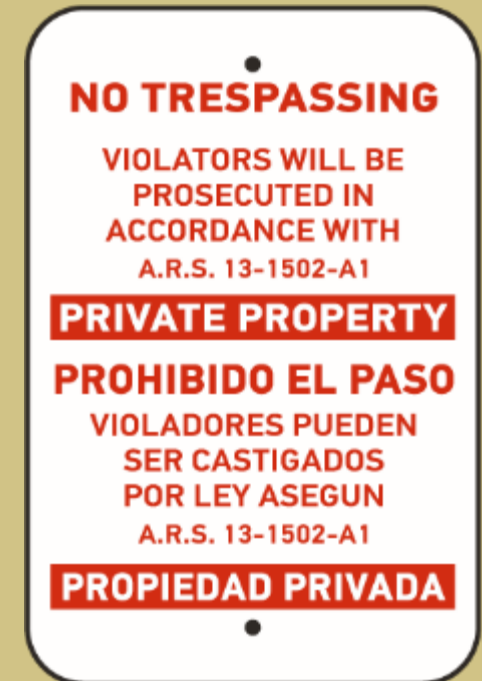 NO TRESPASSING
VIOLATORS WILL BE
PROSECUTED IN
ACCORDANCE WITH
A.R.S. 13-1502-A1
PRIVATE PROPERTY
PROHIBIDO EL PASO
VIOLADORES PUEDEN
SER CASTIGADOS
POR LEY ASEGUN
A.R.S. 13-1502-A1
PROPIEDAD PRIVADA